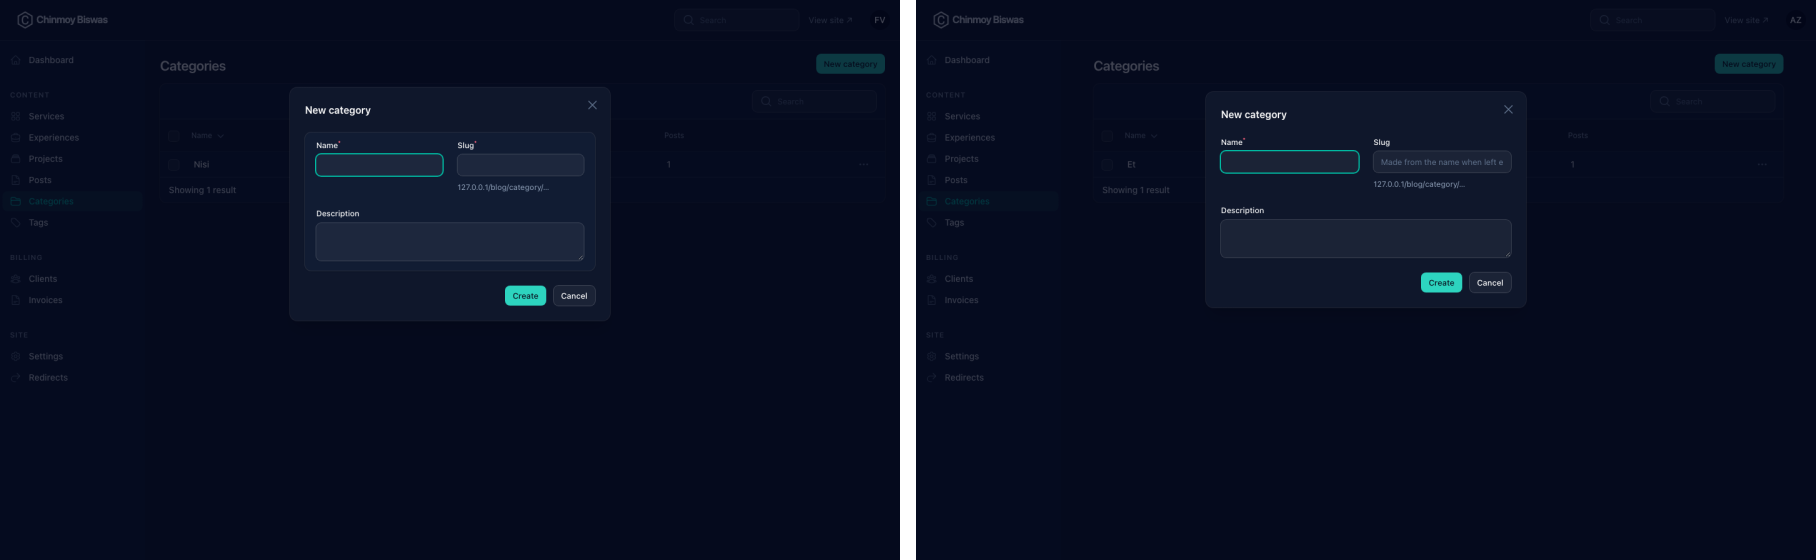 Chinmoy Biswas
Search
View site ↗
FV
Dashboard
CONTENT
Services
Experiences
Projects
Posts
Categories
Tags
BILLING
Clients
Invoices
SITE
Settings
Redirects
Categories
New category
Search
Name
Posts
Nisi
1
...
Showing 1 result
New category
Name*
Slug*
127.0.0.1/blog/category/...
Description
Create
Cancel
Chinmoy Biswas
Search
View site ↗
AZ
Dashboard
CONTENT
Services
Experiences
Projects
Posts
Categories
Tags
BILLING
Clients
Invoices
SITE
Settings
Redirects
Categories
New category
Search
Name
Posts
Et
1
...
Showing 1 result
New category
Name*
Slug
Made from the name when left e
127.0.0.1/blog/category/...
Description
Create
Cancel